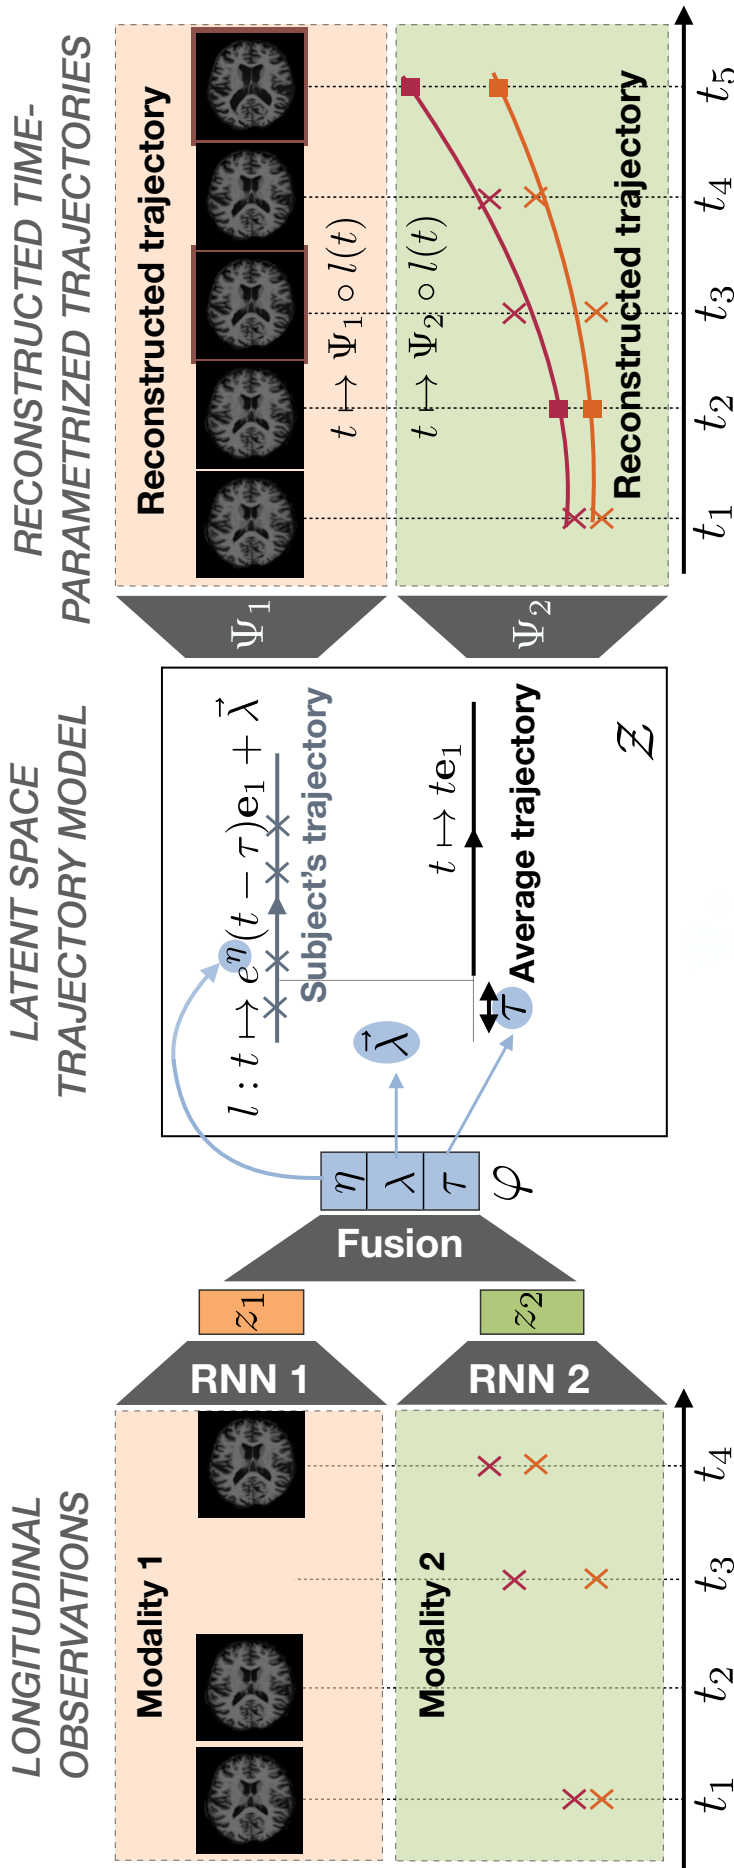 LONGITUDINAL
OBSERVATIONS
Modality 1
Modality 2
t₁ t₂ t₃ t₄
RNN 1
RNN 2
z₁
z₂
Fusion
η
λ
τ
φ
LATENT SPACE
TRAJECTORY MODEL
l : t ↦ e^η(t − τ)e₁ + λ⃗
Subject's trajectory
λ⃗
t ↦ te₁
τ
Average trajectory
𝒵
Ψ₁
Ψ₂
RECONSTRUCTED TIME-
PARAMETRIZED TRAJECTORIES
Reconstructed trajectory
t ↦ Ψ₁ ∘ l(t)
t ↦ Ψ₂ ∘ l(t)
Reconstructed trajectory
t₁ t₂ t₃ t₄ t₅